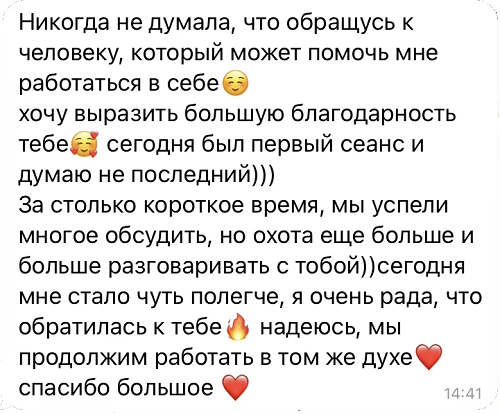 Никогда не думала, что обращусь к
человеку, который может помочь мне
работаться в себе☺️
хочу выразить большую благодарность
тебе🥰 сегодня был первый сеанс и
думаю не последний)))
За столько короткое время, мы успели
многое обсудить, но охота еще больше и
больше разговаривать с тобой))сегодня
мне стало чуть полегче, я очень рада, что
обратилась к тебе🔥 надеюсь, мы
продолжим работать в том же духе❤️
спасибо большое ❤️
14:41